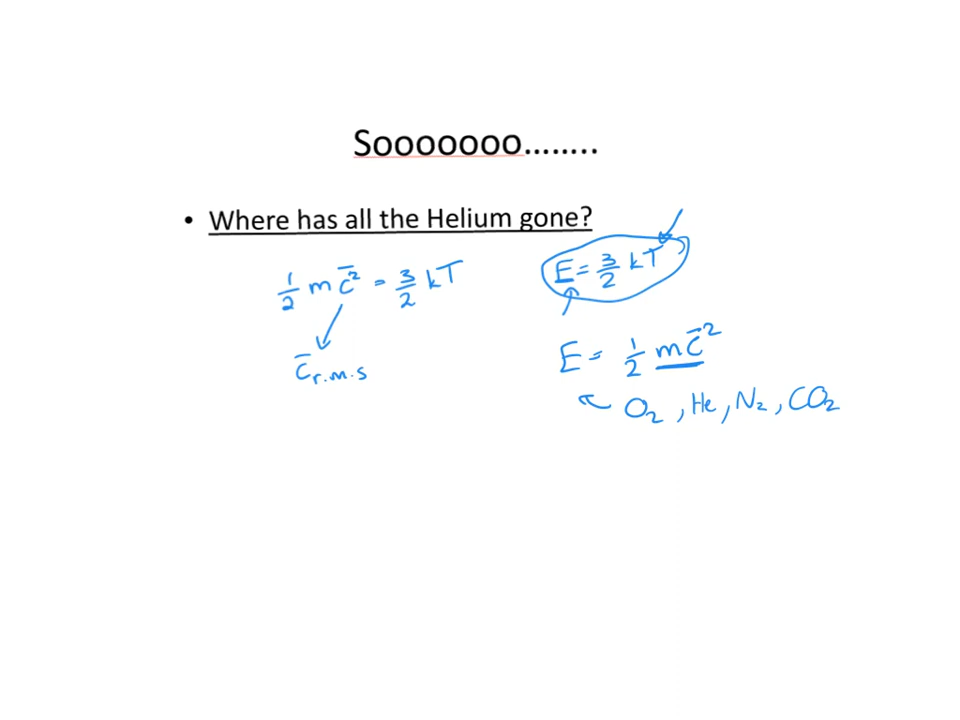 Sooooooo……..
• Where has all the Helium gone?
½ m c̄² = 3/2 kT
E = 3/2 kT
c̄r.m.s
E = ½ m c̄²
O₂, He, N₂, CO₂